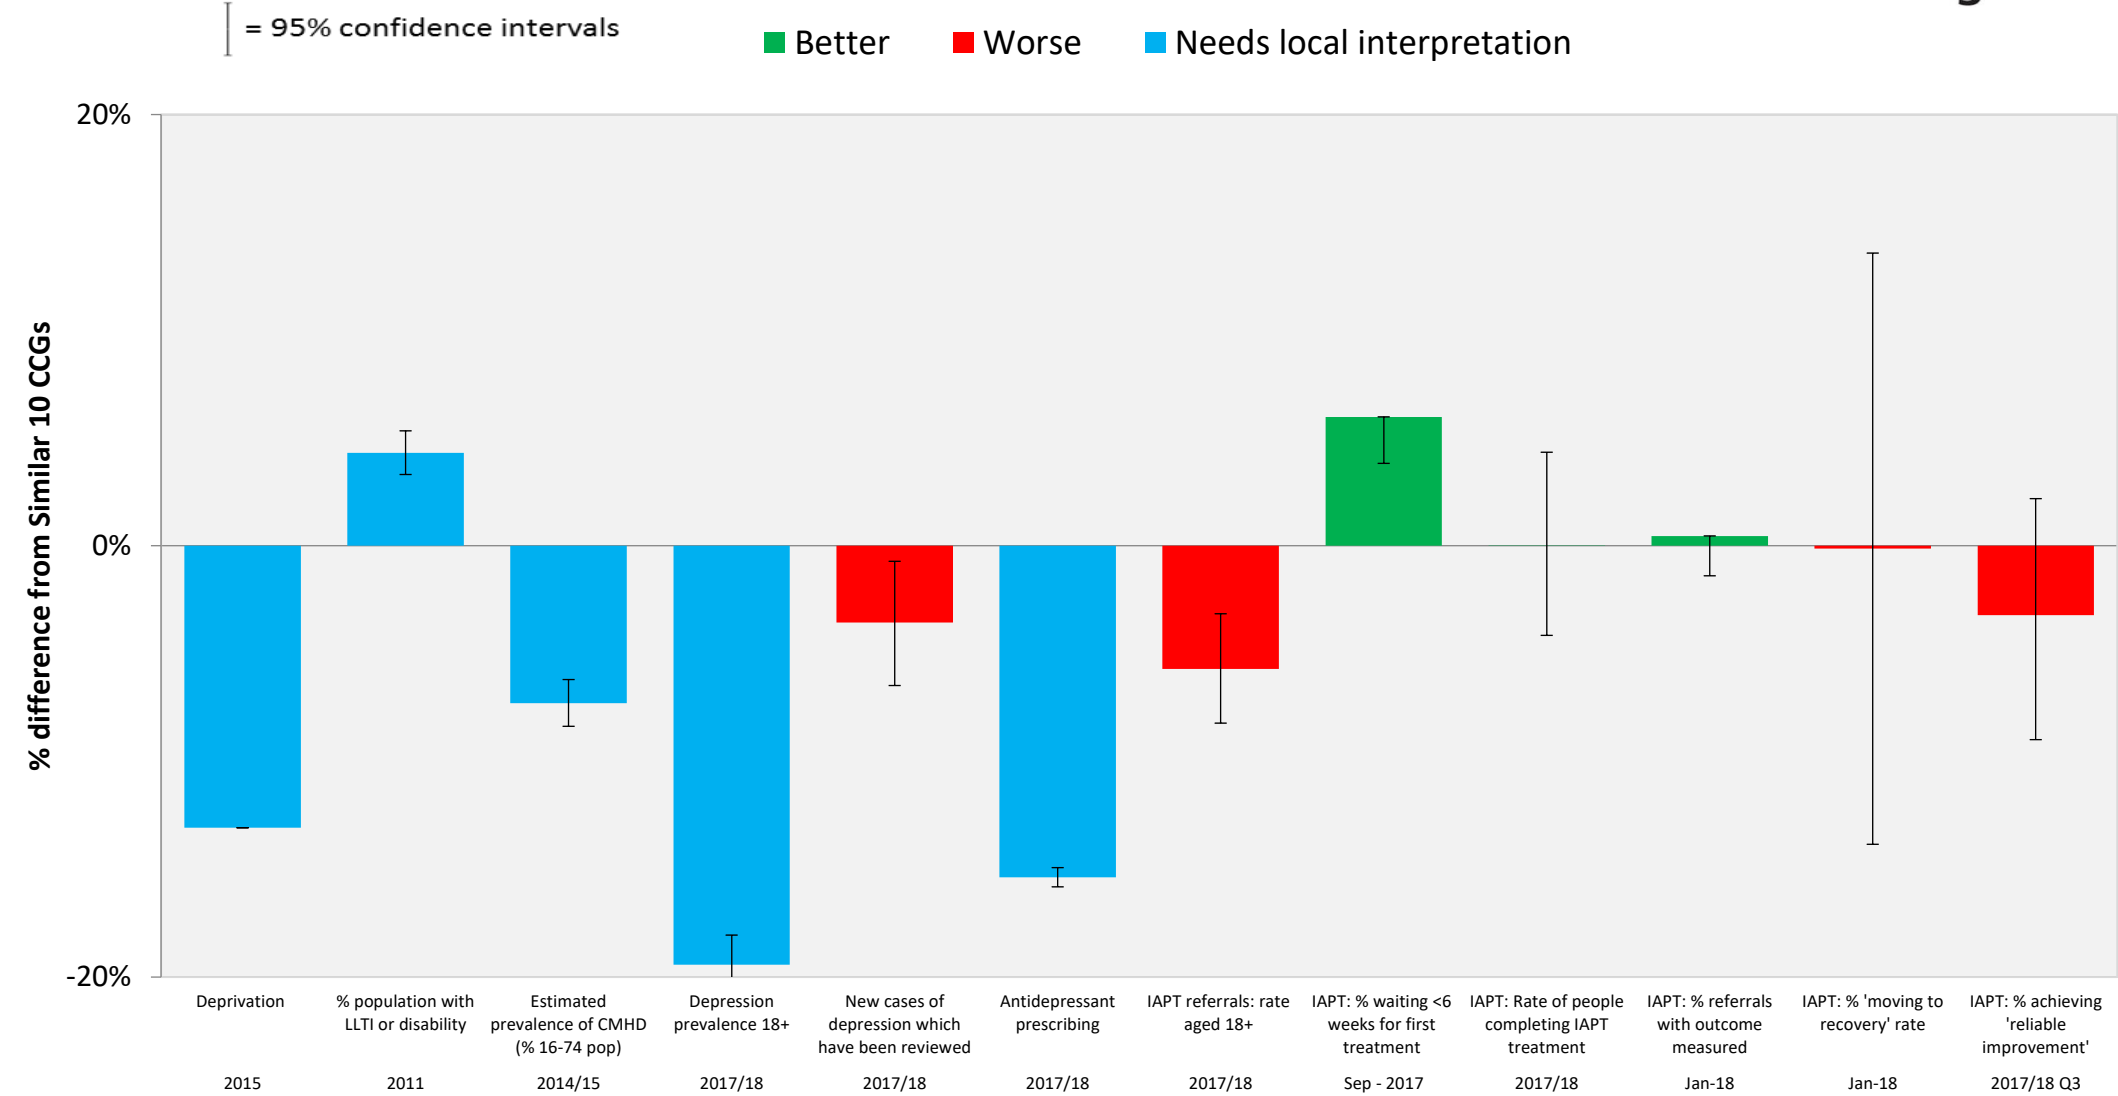 = 95% confidence intervals
Better
Worse
Needs local interpretation
20%
0%
-20%
% difference from Similar 10 CCGs
Deprivation
2015
% population with
LLTI or disability
2011
Estimated
prevalence of CMHD
(% 16-74 pop)
2014/15
Depression
prevalence 18+
2017/18
New cases of
depression which
have been reviewed
2017/18
Antidepressant
prescribing
2017/18
IAPT referrals: rate
aged 18+
2017/18
IAPT: % waiting <6
weeks for first
treatment
Sep - 2017
IAPT: Rate of people
completing IAPT
treatment
2017/18
IAPT: % referrals
with outcome
measured
Jan-18
IAPT: % 'moving to
recovery' rate
Jan-18
IAPT: % achieving
'reliable
improvement'
2017/18 Q3